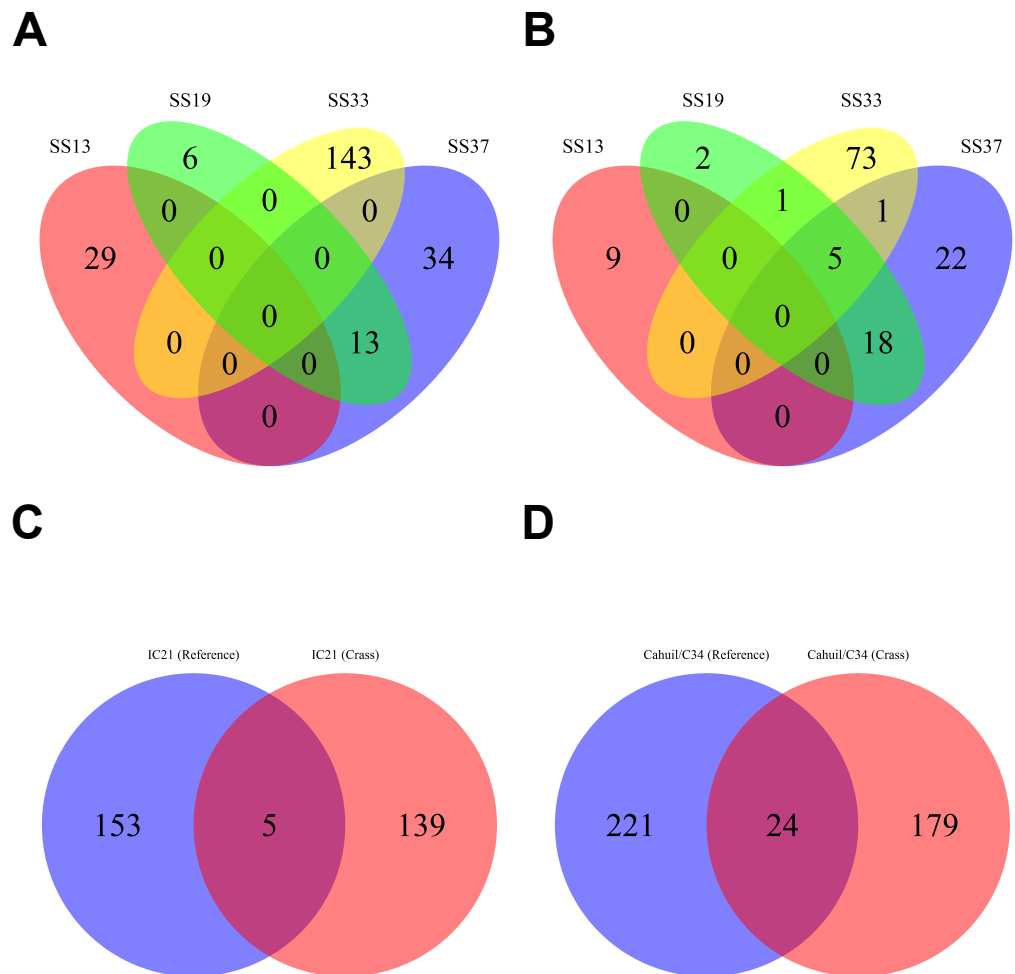 A B
SS19 SS33 SS19 SS33
SS13 SS37 SS13 SS37
6 143 2 73
0 0 1
0 0 0 1
29 0 0 34 9 0 5 22
0 0
0 13 0 18
0 0 0 0
0 0
C D
IC21 (Reference) IC21 (Crass) Cahuil/C34 (Reference) Cahuil/C34 (Crass)
153 5 139 221 24 179